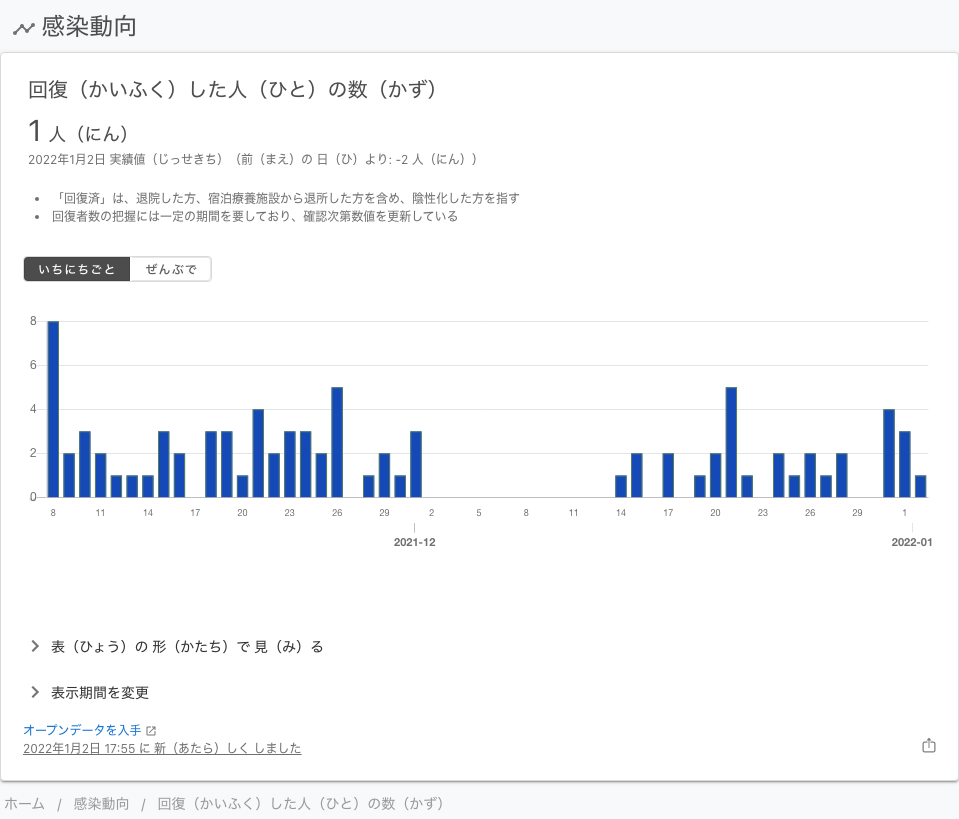 感染動向
回復（かいふく）した人（ひと）の数（かず）
1 人（にん）
2022年1月2日 実績値（じっせきち）（前（まえ）の 日（ひ）より: -2 人（にん））
• 「回復済」は、退院した方、宿泊療養施設から退所した方を含め、陰性化した方を指す
• 回復者数の把握には一定の期間を要しており、確認次第数値を更新している
いちにちごと ぜんぶで
8
6
4
2
0
8 11 14 17 20 23 26 29 2 5 8 11 14 17 20 23 26 29 1
2021-12 2022-01
表（ひょう）の 形（かたち）で 見（み）る
表示期間を変更
オープンデータを入手
2022年1月2日 17:55 に 新（あたら）しく しました
ホーム / 感染動向 / 回復（かいふく）した人（ひと）の数（かず）